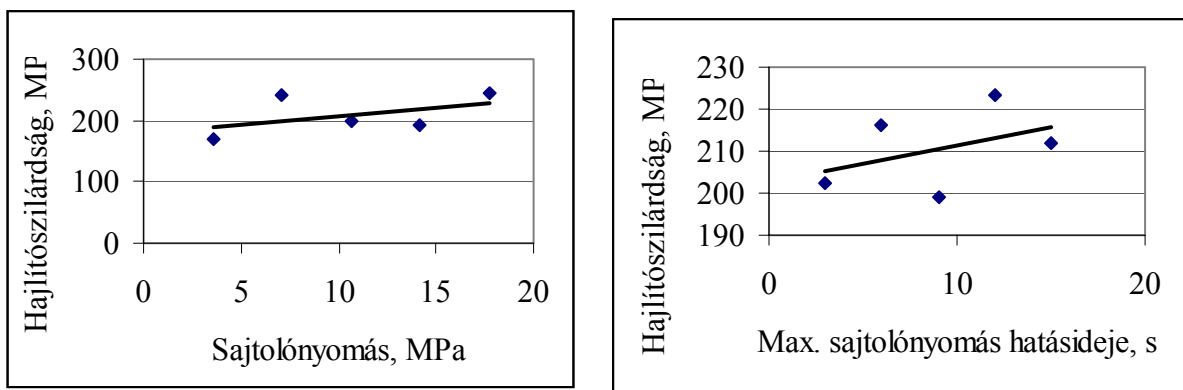 Hajlítószilárdság, MP
300
200
100
0
0 5 10 15 20
Sajtolónyomás, MPa
Hajlítószilárdság, MP
230
220
210
200
190
0 10 20
Max. sajtolónyomás hatásideje, s